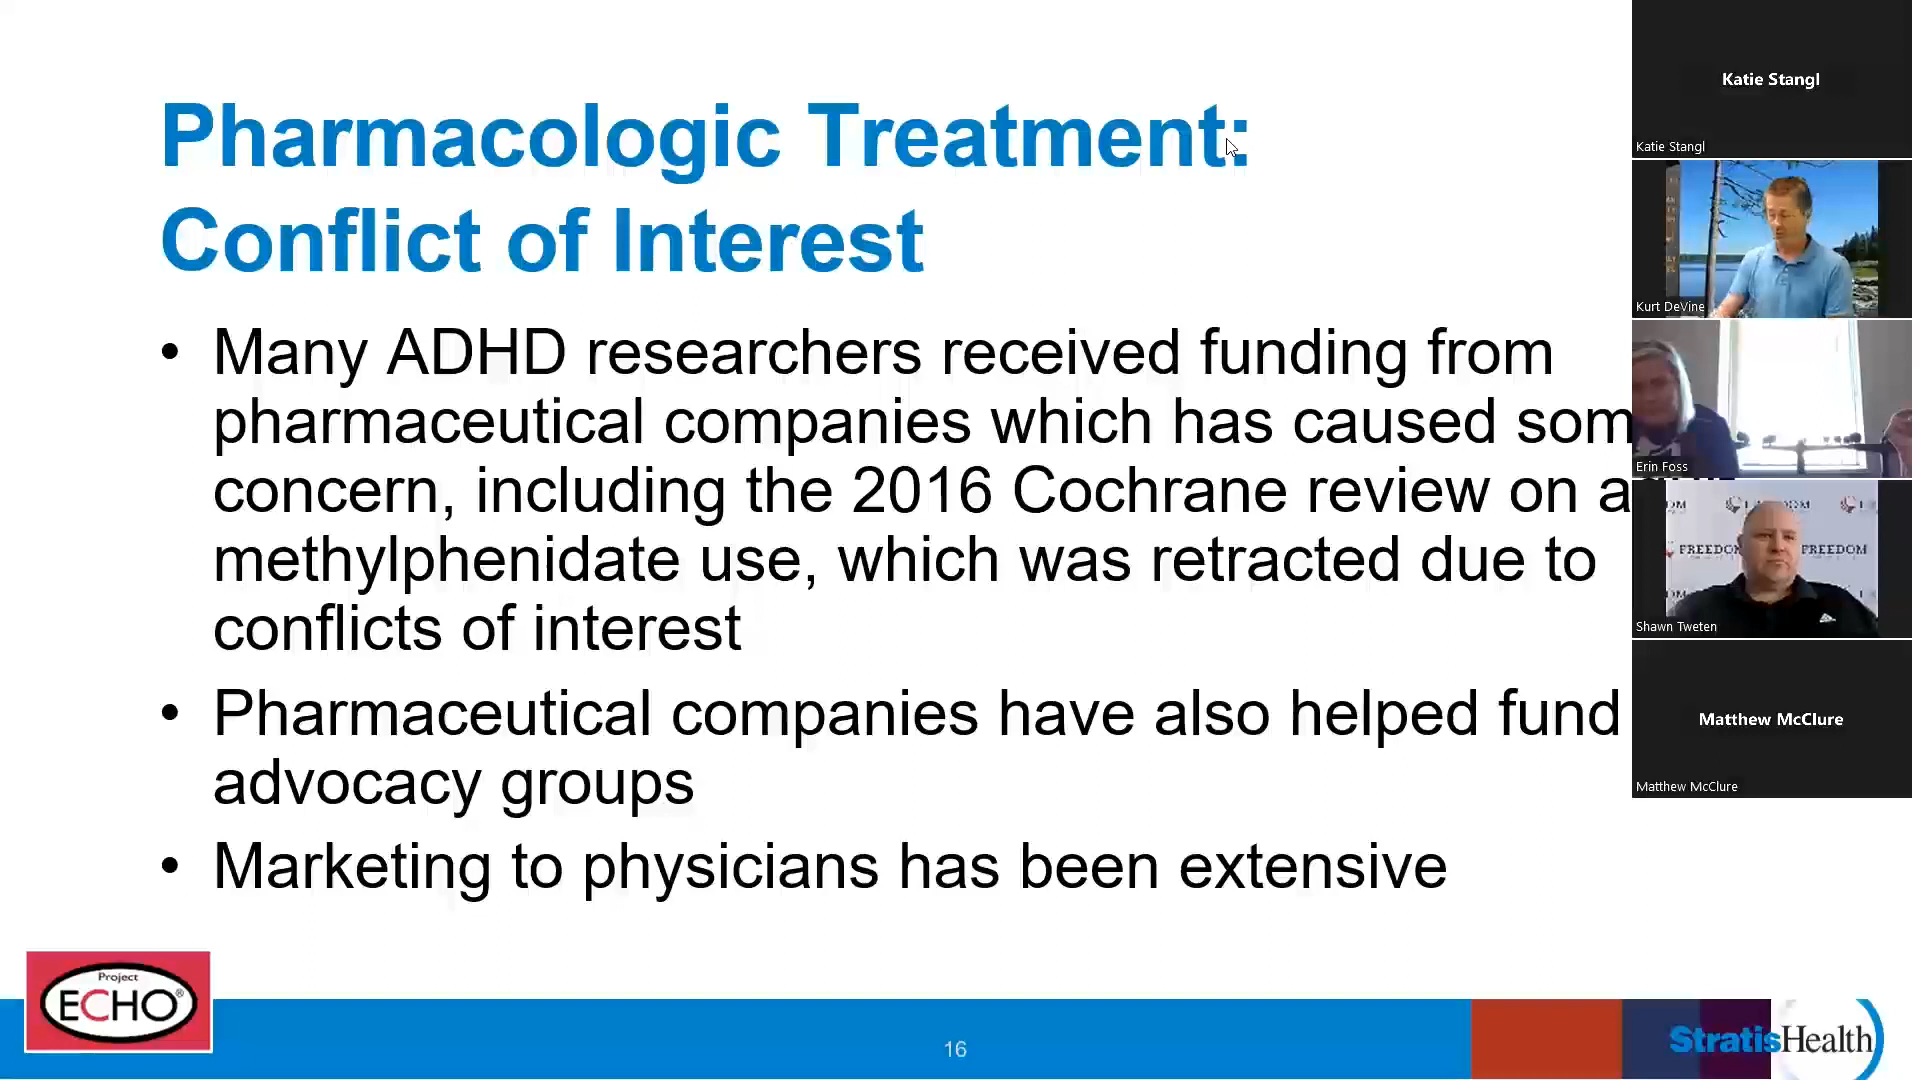 Pharmacologic Treatment:
Conflict of Interest
• Many ADHD researchers received funding from
pharmaceutical companies which has caused som
concern, including the 2016 Cochrane review on
methylphenidate use, which was retracted due to
conflicts of interest
• Pharmaceutical companies have also helped fund
advocacy groups
• Marketing to physicians has been extensive
Project
ECHO®
16
StratisHealth
Katie Stangl
Katie Stangl
Kurt DeVine
Erin Foss
FREEDOM
FREEDOM
Shawn Tweten
Matthew McClure
Matthew McClure